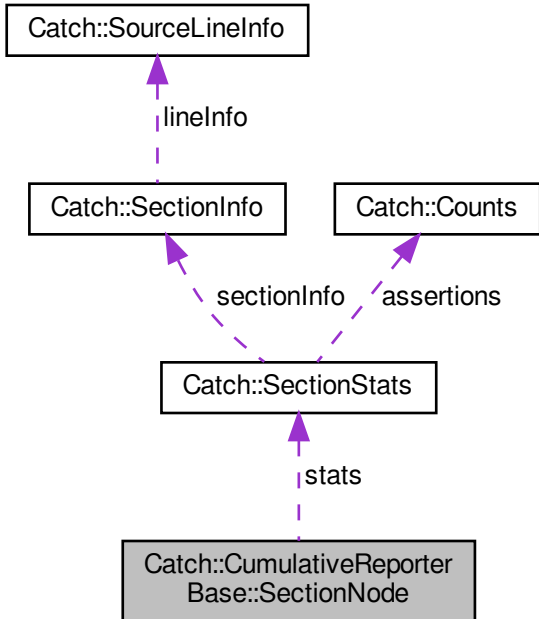 Catch::SourceLineInfo
lineInfo
Catch::SectionInfo
Catch::Counts
sectionInfo
assertions
Catch::SectionStats
stats
Catch::CumulativeReporter
Base::SectionNode